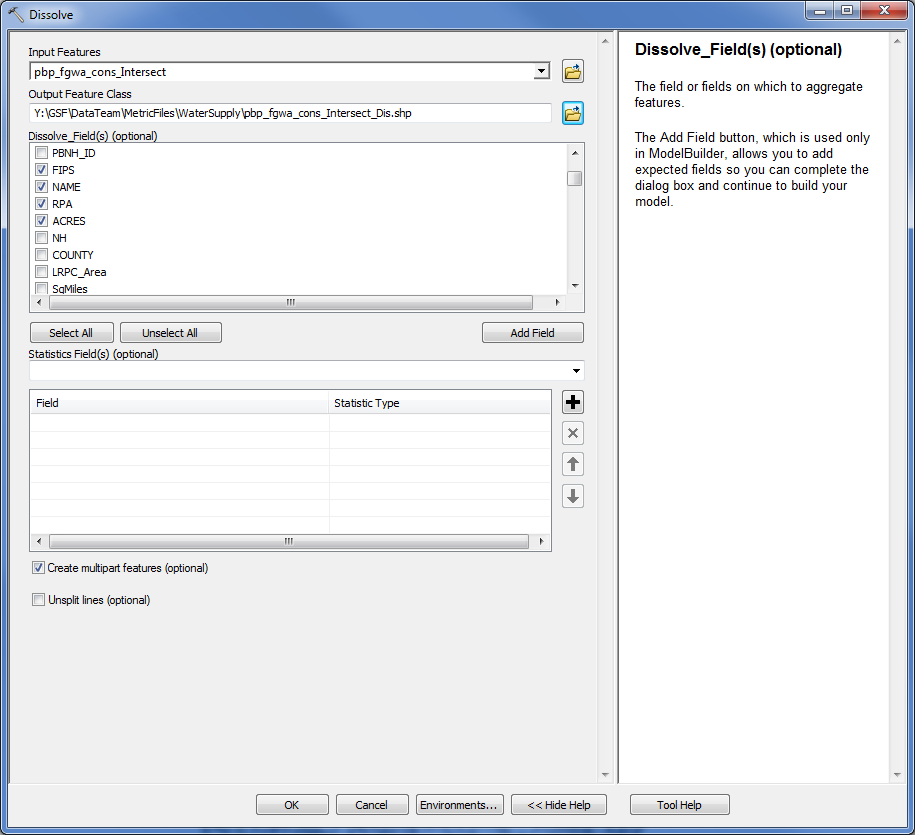 Dissolve
Input Features
pbp_fgwa_cons_Intersect
Output Feature Class
Y:\GSF\DataTeam\MetricFiles\WaterSupply\pbp_fgwa_cons_Intersect_Dis.shp
Dissolve_Field(s) (optional)
PBNH_ID
FIPS
NAME
RPA
ACRES
NH
COUNTY
LRPC_Area
SqMiles
Select All
Unselect All
Add Field
Statistics Field(s) (optional)
Field
Statistic Type
Create multipart features (optional)
Unsplit lines (optional)
OK
Cancel
Environments...
<< Hide Help
Tool Help
Dissolve_Field(s) (optional)
The field or fields on which to aggregate
features.
The Add Field button, which is used only
in ModelBuilder, allows you to add
expected fields so you can complete the
dialog box and continue to build your
model.